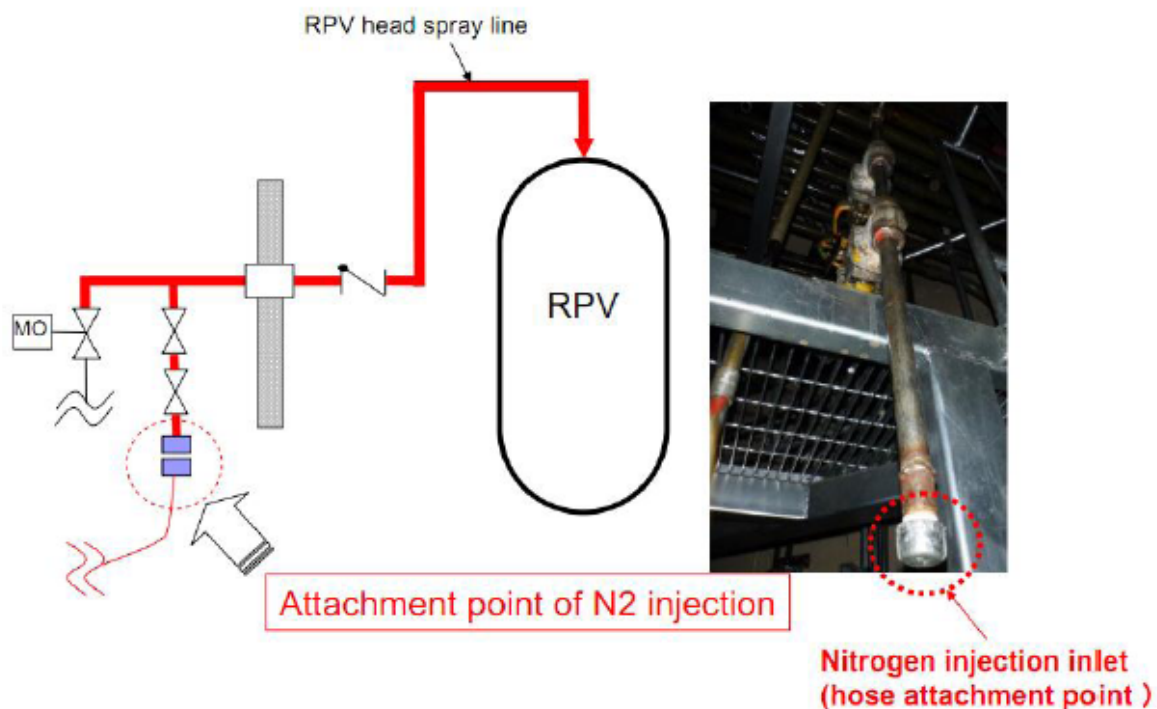 RPV head spray line
RPV
MO
Attachment point of N2 injection
Nitrogen injection inlet
(hose attachment point )